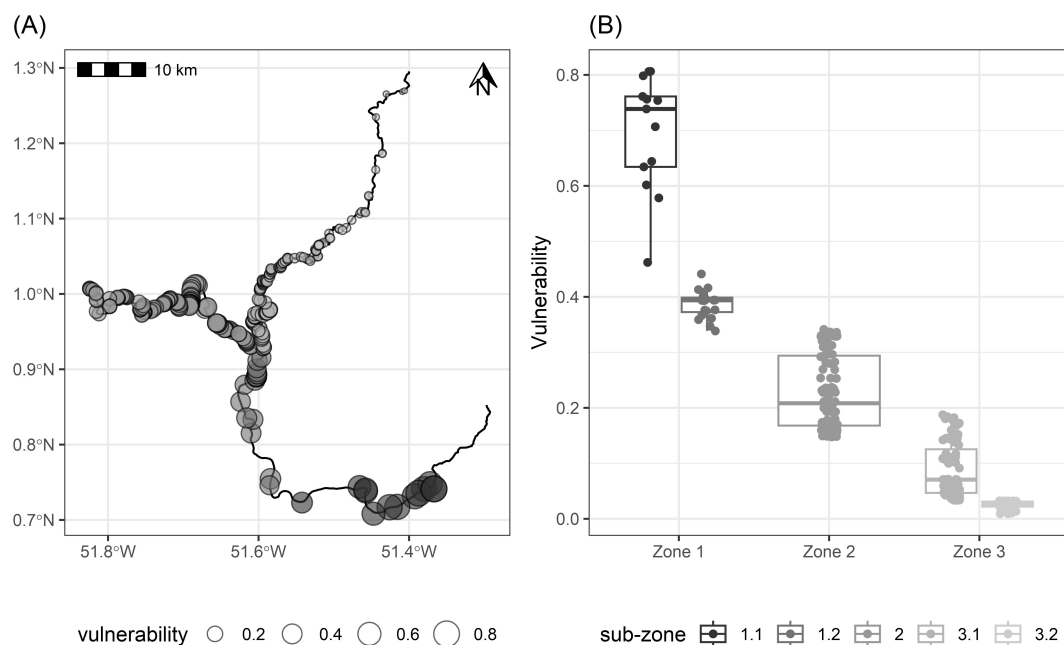 (A)
10 km
N
1.3°N
1.2°N
1.1°N
1.0°N
0.9°N
0.8°N
0.7°N
51.8°W 51.6°W 51.4°W
vulnerability 0.2 0.4 0.6 0.8
(B)
Vulnerability
0.8
0.6
0.4
0.2
0.0
Zone 1 Zone 2 Zone 3
sub-zone 1.1 1.2 2 3.1 3.2